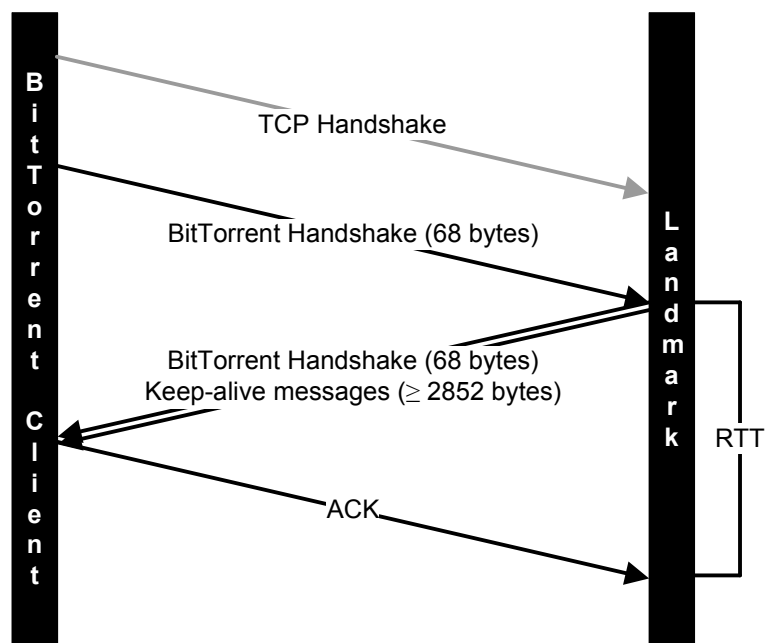 BitTorrent Client
TCP Handshake
BitTorrent Handshake (68 bytes)
Landmark
BitTorrent Handshake (68 bytes)
Keep-alive messages (≥ 2852 bytes)
RTT
ACK